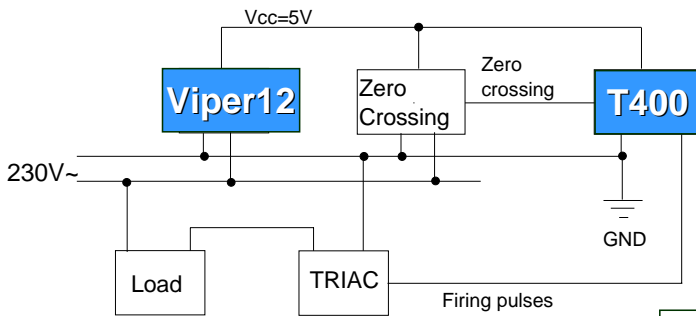 Vcc=5V
Viper12
Zero
Crossing
Zero
crossing
T400
230V~
GND
Load
TRIAC
Firing pulses